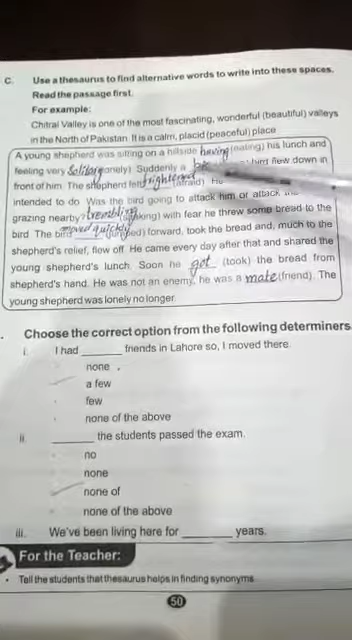 C. Use a thesaurus to find alternative words to write into these spaces.
Read the passage first.
For example:
Chitral Valley is one of the most fascinating, wonderful (beautiful) valleys
in the North of Pakistan. It is a calm, placid (peaceful) place
A young shepherd was sitting on a hillside having (eating) his lunch and
feeling very Solitary (lonely) Suddenly a bird flew down in
front of him. The shepherd felt frightened (afraid)
intended to do. Was the bird going to attack him or attack
grazing nearby? trembling with fear he threw some bread to the
bird. The bird moved quickly forward, took the bread and, much to the
shepherd's relief, flew off. He came every day after that and shared the
young shepherd's lunch. Soon he got (took) the bread from
shepherd's hand. He was not an enemy, he was a mate (friend). The
young shepherd was lonely no longer.
Choose the correct option from the following determiners
i. I had ______ friends in Lahore so, I moved there.
none
a few
few
none of the above
ii. ______ the students passed the exam.
no
none
none of
none of the above
iii. We've been living here for ______ years.
For the Teacher:
• Tell the students that thesaurus helps in finding synonyms
50